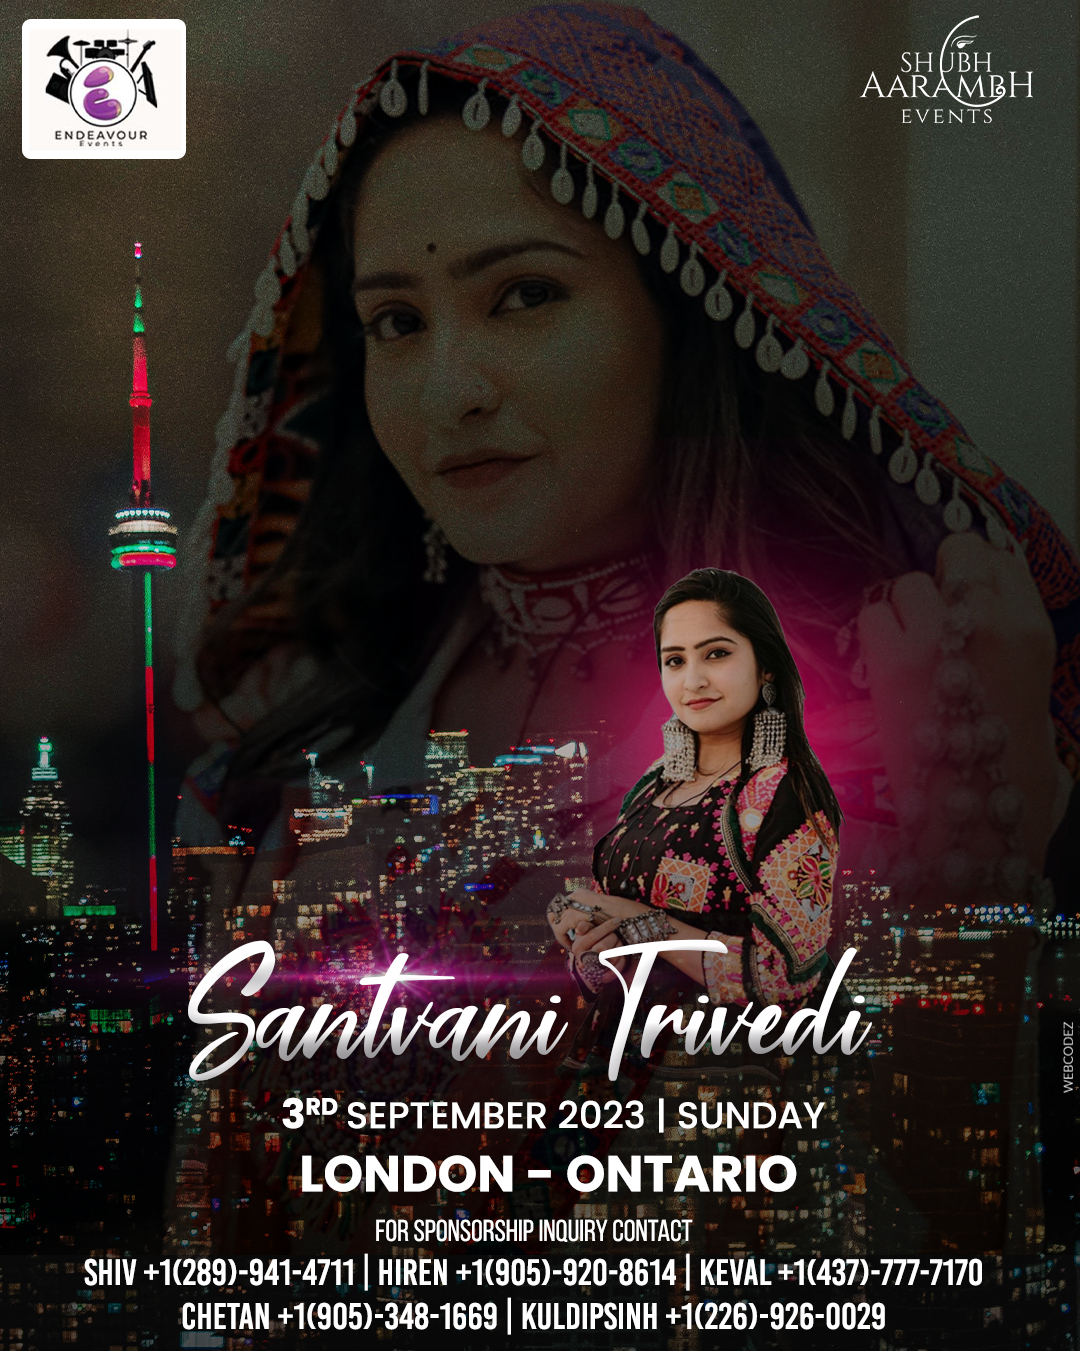 ENDEAVOUR
Events
SHUBH
AARAMBH
EVENTS
Santvani Trivedi
WEBCODEZ
3RD SEPTEMBER 2023 | SUNDAY
LONDON - ONTARIO
FOR SPONSORSHIP INQUIRY CONTACT
SHIV +1(289)-941-4711 | HIREN +1(905)-920-8614 | KEVAL +1(437)-777-7170
CHETAN +1(905)-348-1669 | KULDIPSINH +1(226)-926-0029